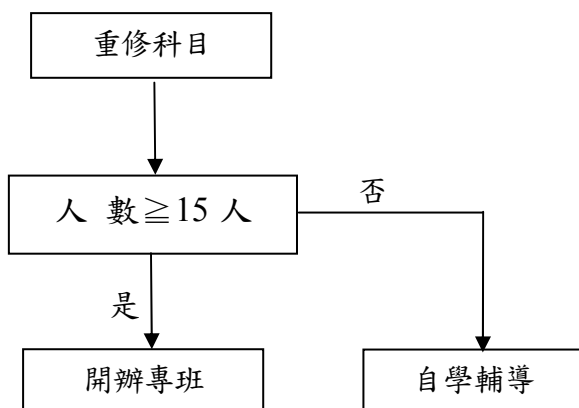 重修科目
人 數≧15 人
否
是
開辦專班
自學輔導